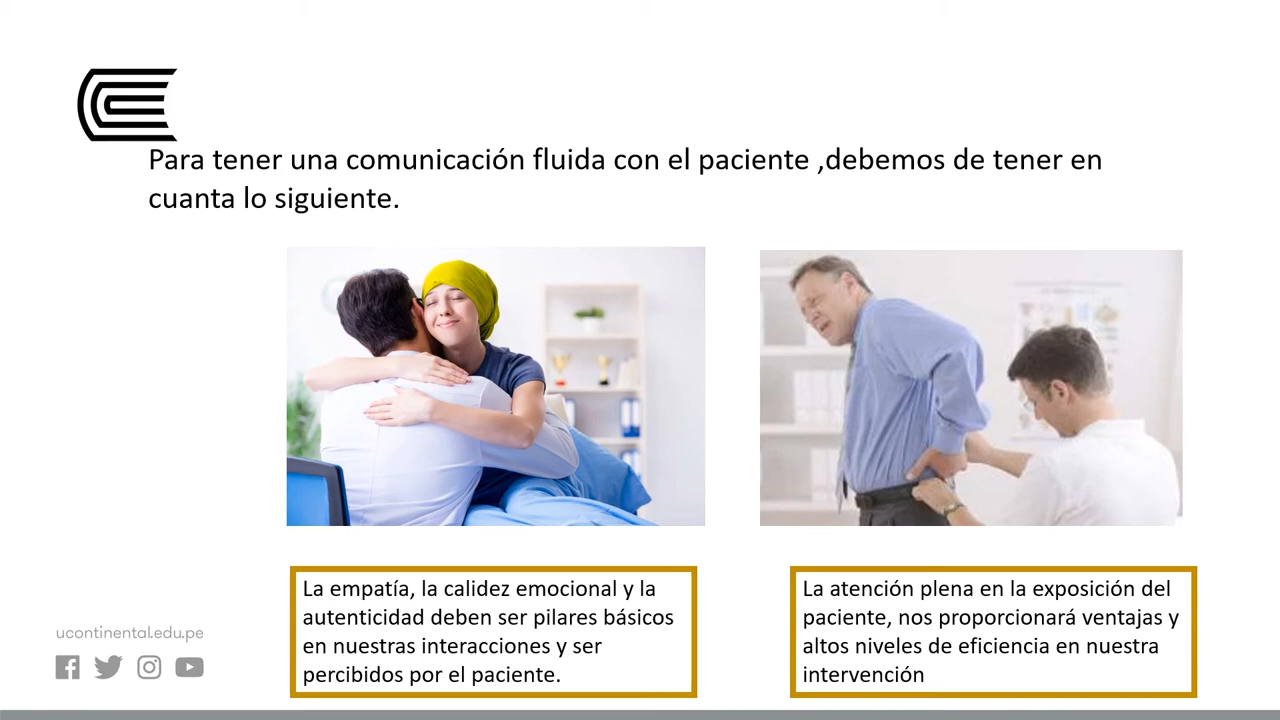 Para tener una comunicación fluida con el paciente ,debemos de tener en
cuanta lo siguiente.
La empatía, la calidez emocional y la
autenticidad deben ser pilares básicos
en nuestras interacciones y ser
percibidos por el paciente.
La atención plena en la exposición del
paciente, nos proporcionará ventajas y
altos niveles de eficiencia en nuestra
intervención
ucontinental.edu.pe